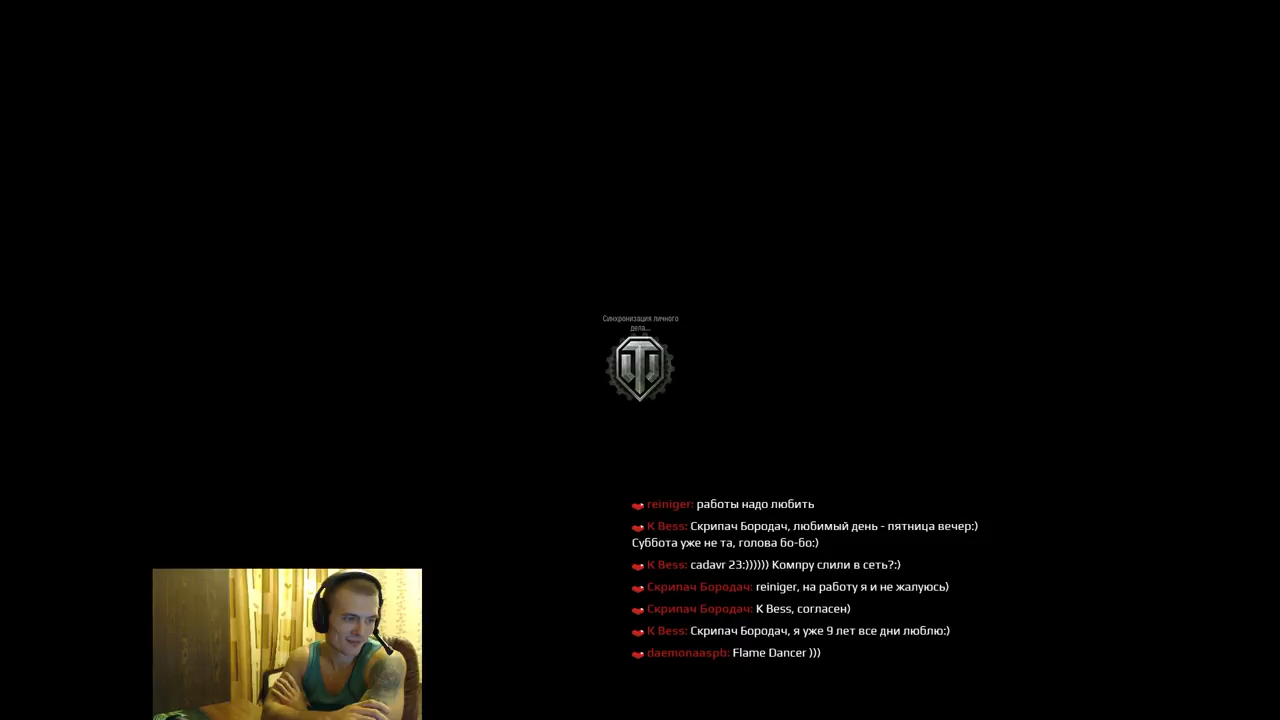 Синхронизация личного
дела...
reiniger: работы надо любить
K Bess: Скрипач Бородач, любимый день - пятница вечер:)
Суббота уже не та, голова бо-бо:)
K Bess: cadavr 23:)))))) Компру слили в сеть?:)
Скрипач Бородач: reiniger, на работу я и не жалуюсь)
Скрипач Бородач: K Bess, согласен)
K Bess: Скрипач Бородач, я уже 9 лет все дни люблю:)
daemonaaspb: Flame Dancer )))